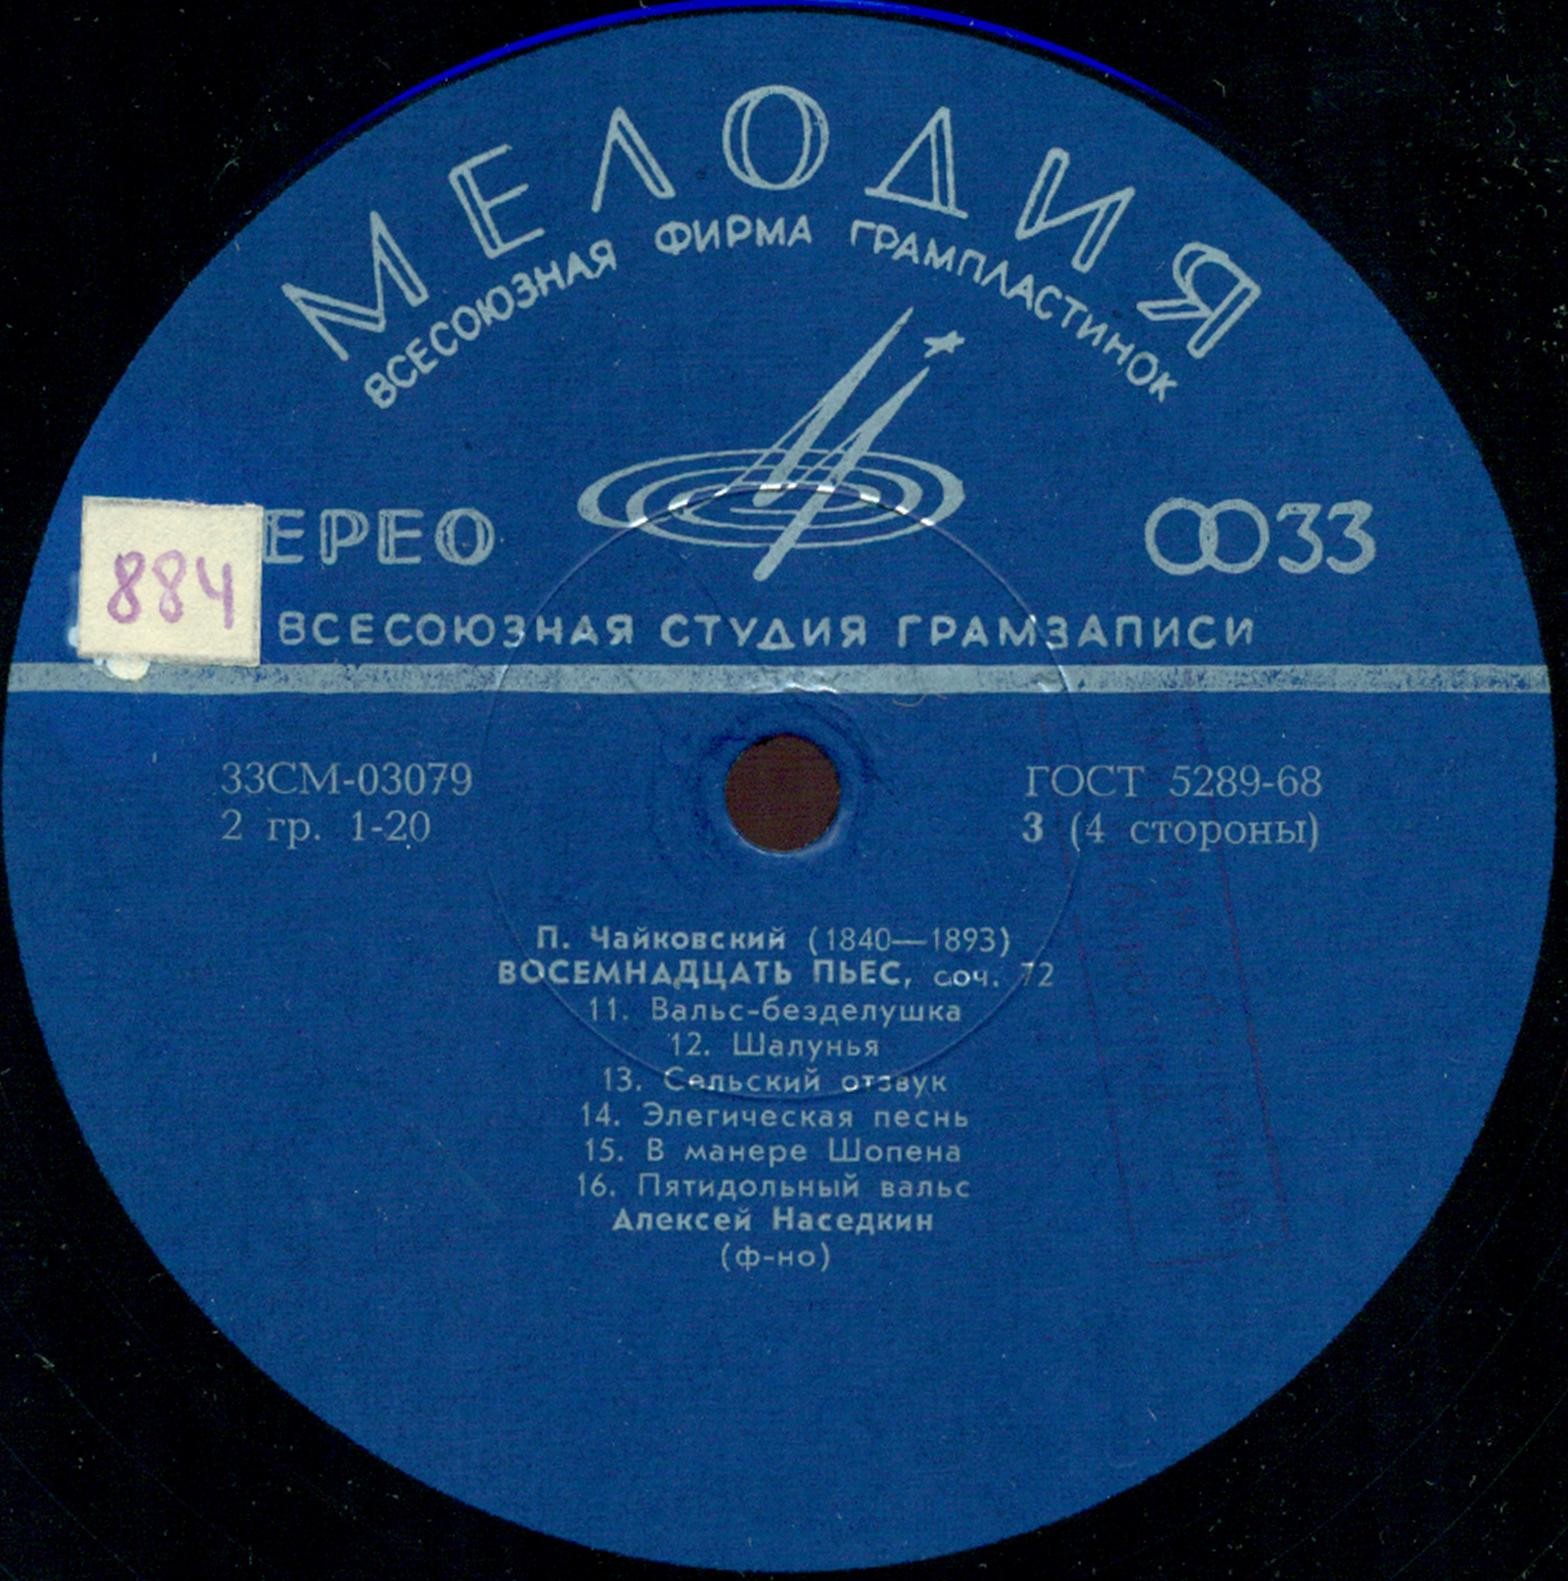 МЕЛОДИЯ
ВСЕСОЮЗНАЯ ФИРМА ГРАМПЛАСТИНОК
884
ЕРЕО
33
ВСЕСОЮЗНАЯ СТУДИЯ ГРАМЗАПИСИ
33СМ-03079
ГОСТ 5289-68
2 гр. 1-20
3 (4 стороны)
П. Чайковский (1840—1893)
ВОСЕМНАДЦАТЬ ПЬЕС, соч. 72
11. Вальс-безделушка
12. Шалунья
13. Сельский отзвук
14. Элегическая песнь
15. В манере Шопена
16. Пятидольный вальс
Алексей Наседкин
(ф-но)